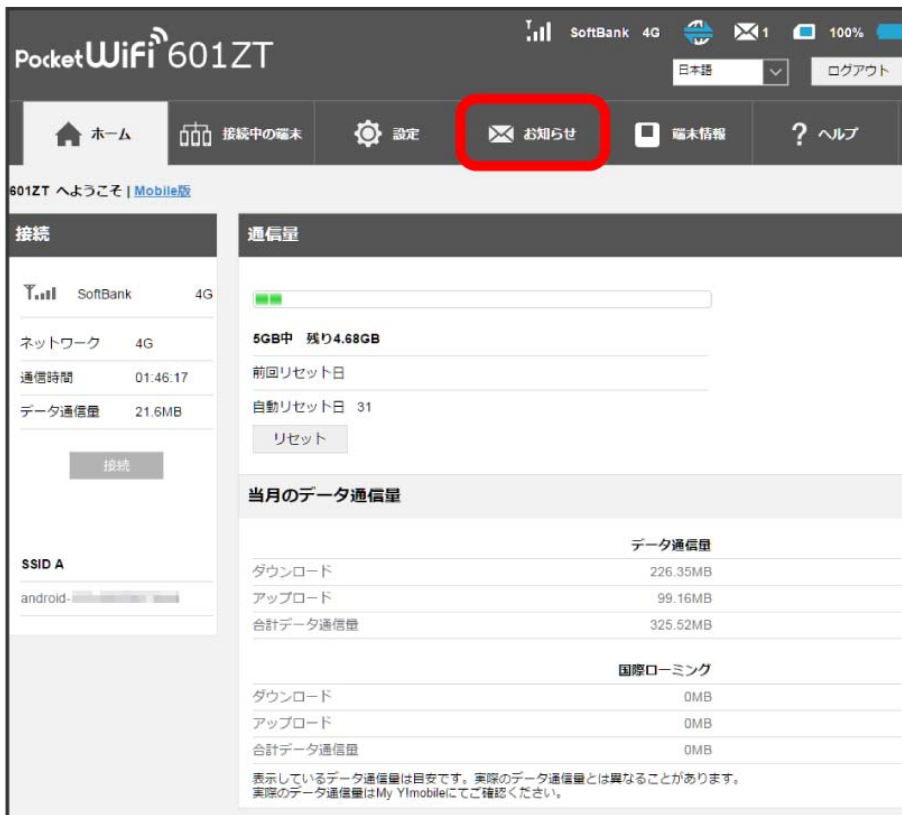 SoftBank 4G 1 100%
Pocket WiFi 601ZT
日本語 ログアウト
ホーム 接続中の端末 設定 お知らせ 端末情報 ? ヘルプ
601ZT へようこそ | Mobile版
接続
SoftBank 4G
ネットワーク 4G
通信時間 01:46:17
データ通信量 21.6MB
接続
SSID A
android-
通信量
5GB中 残り4.68GB
前回リセット日
自動リセット日 31
リセット
当月のデータ通信量
データ通信量
ダウンロード 226.35MB
アップロード 99.16MB
合計データ通信量 325.52MB
国際ローミング
ダウンロード 0MB
アップロード 0MB
合計データ通信量 0MB
表示しているデータ通信量は目安です。実際のデータ通信量とは異なることがあります。
実際のデータ通信量はMy Y!mobileにてご確認ください。